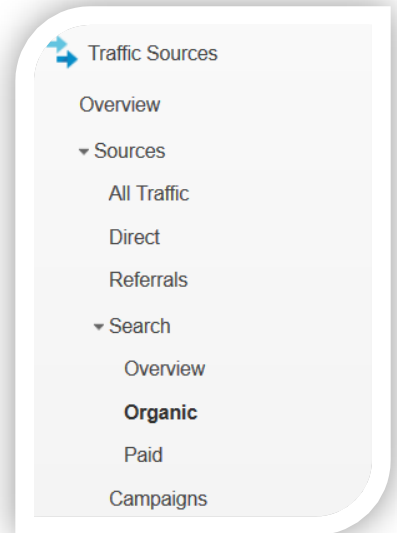 Traffic Sources
Overview
Sources
All Traffic
Direct
Referrals
Search
Overview
Organic
Paid
Campaigns